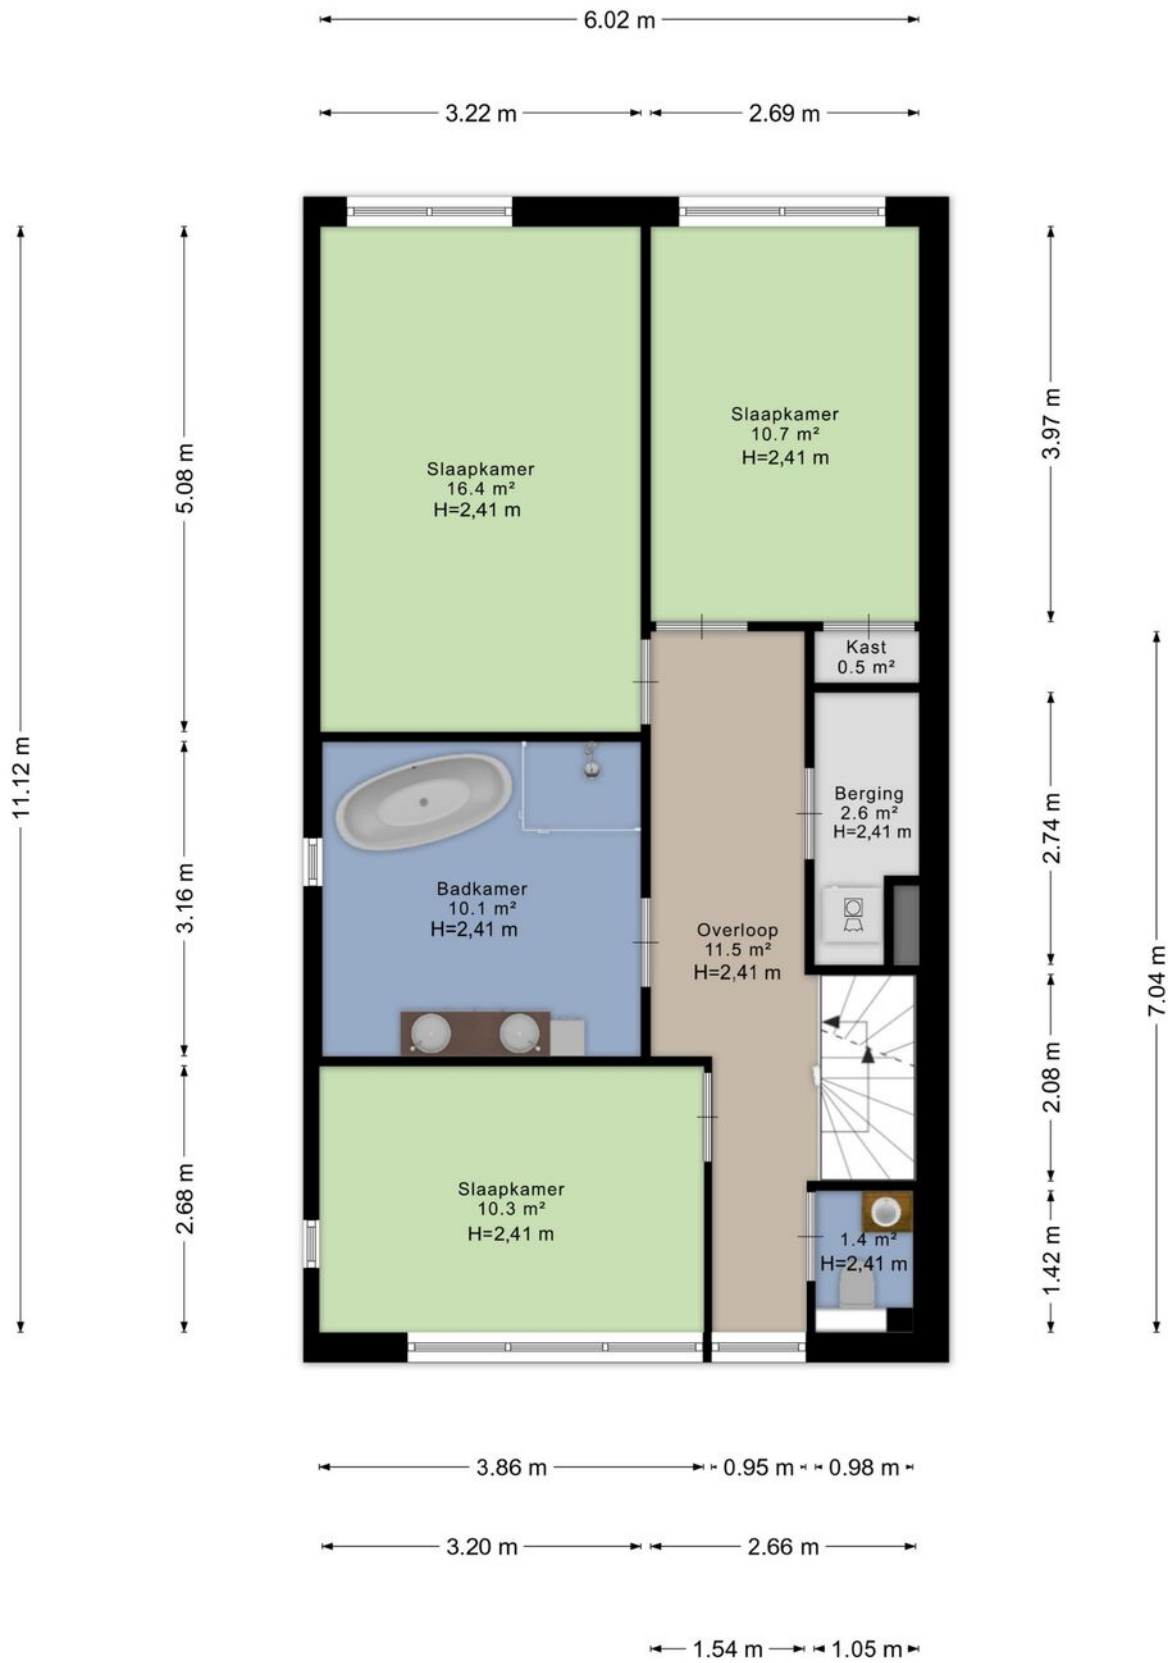 6.02 m
3.22 m
2.69 m
11.12 m
5.08 m
3.16 m
2.68 m
Slaapkamer
16.4 m²
H=2,41 m
Slaapkamer
10.7 m²
H=2,41 m
Kast
0.5 m²
Berging
2.6 m²
H=2,41 m
Badkamer
10.1 m²
H=2,41 m
Overloop
11.5 m²
H=2,41 m
Slaapkamer
10.3 m²
H=2,41 m
1.4 m²
H=2,41 m
3.97 m
2.74 m
2.08 m
1.42 m
7.04 m
3.86 m
0.95 m
0.98 m
3.20 m
2.66 m
1.54 m
1.05 m